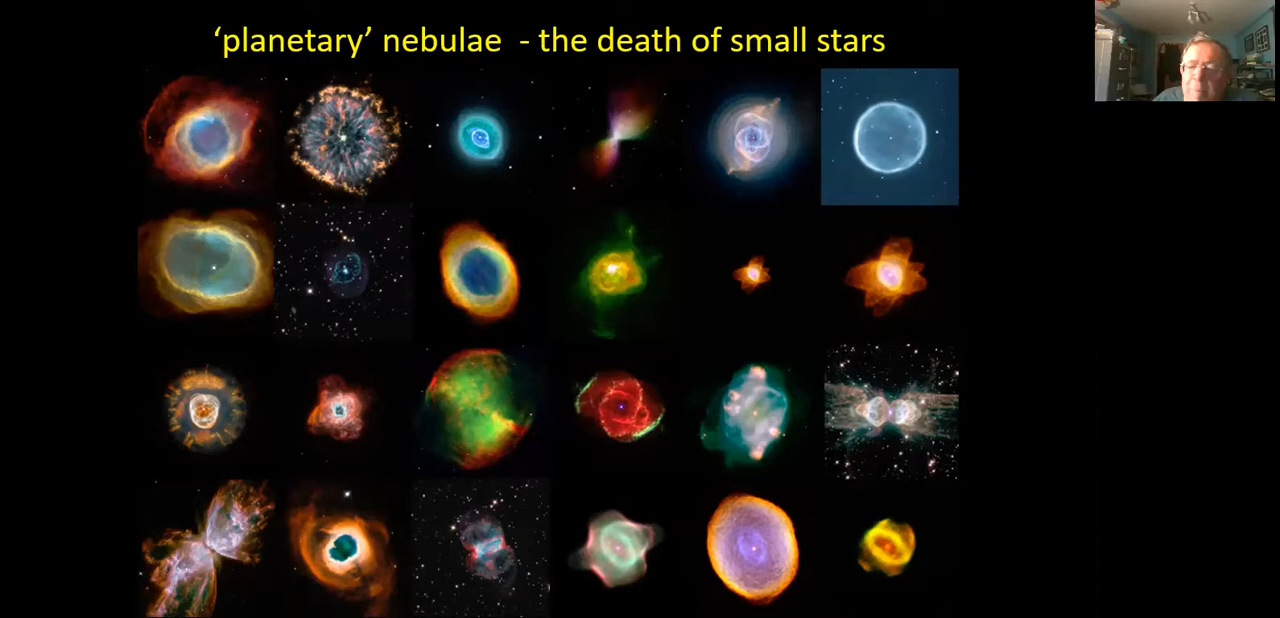 ‘planetary’ nebulae - the death of small stars